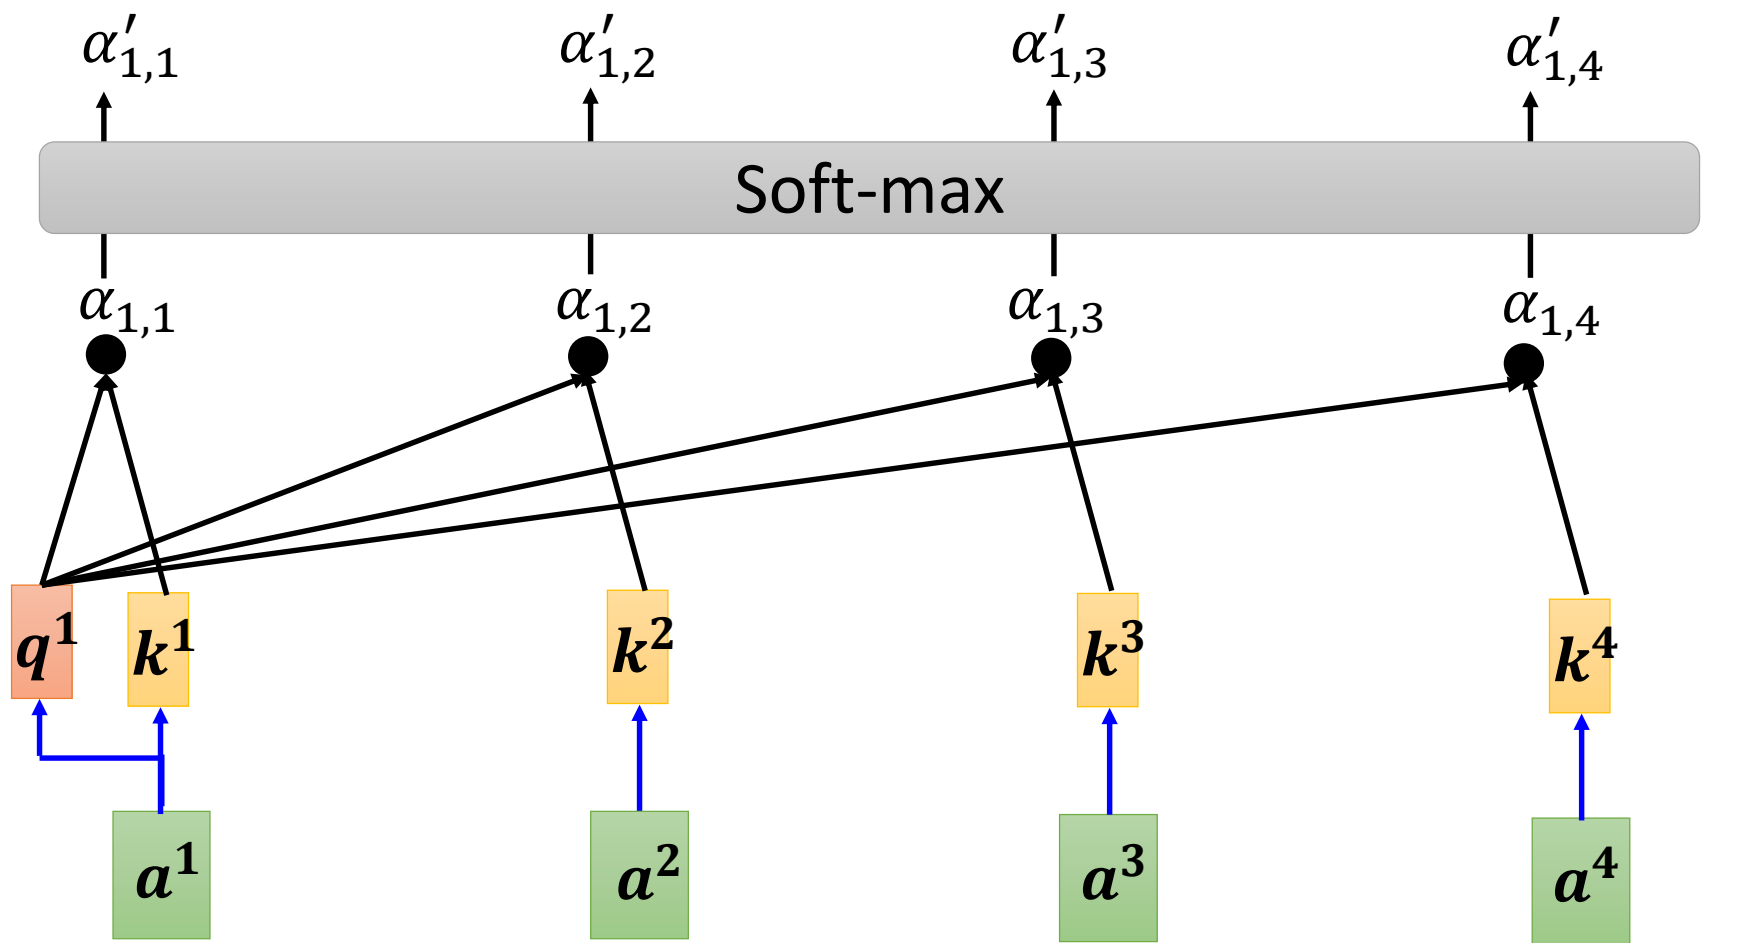 α′1,1 α′1,2 α′1,3 α′1,4
Soft-max
α1,1 α1,2 α1,3 α1,4
q¹ k¹ k² k³ k⁴
a¹ a² a³ a⁴